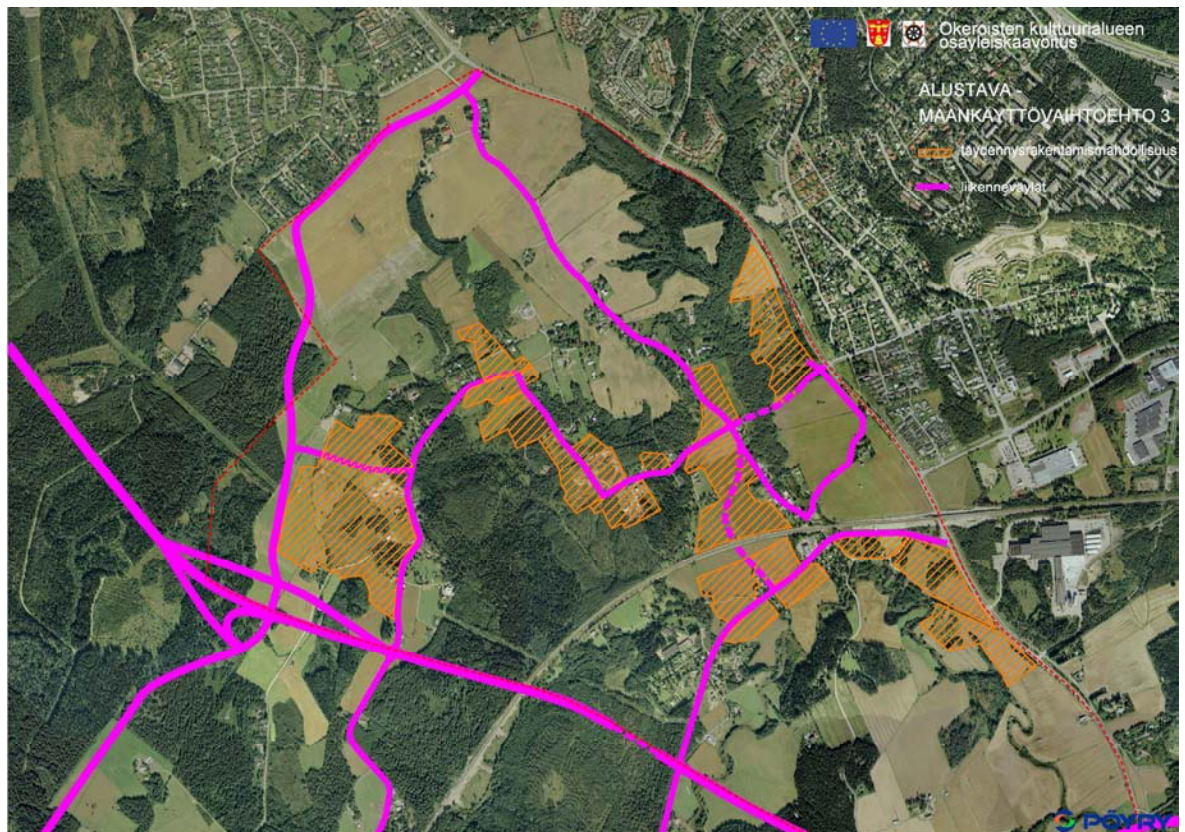 Okeroisten kulttuurialueen
osayleiskaavoitus
ALUSTAVA -
MAANKÄYTTÖVAIHTOEHTO 3
täydennysrakentamismahdollisuus
liikenneväylät
PÖYRY